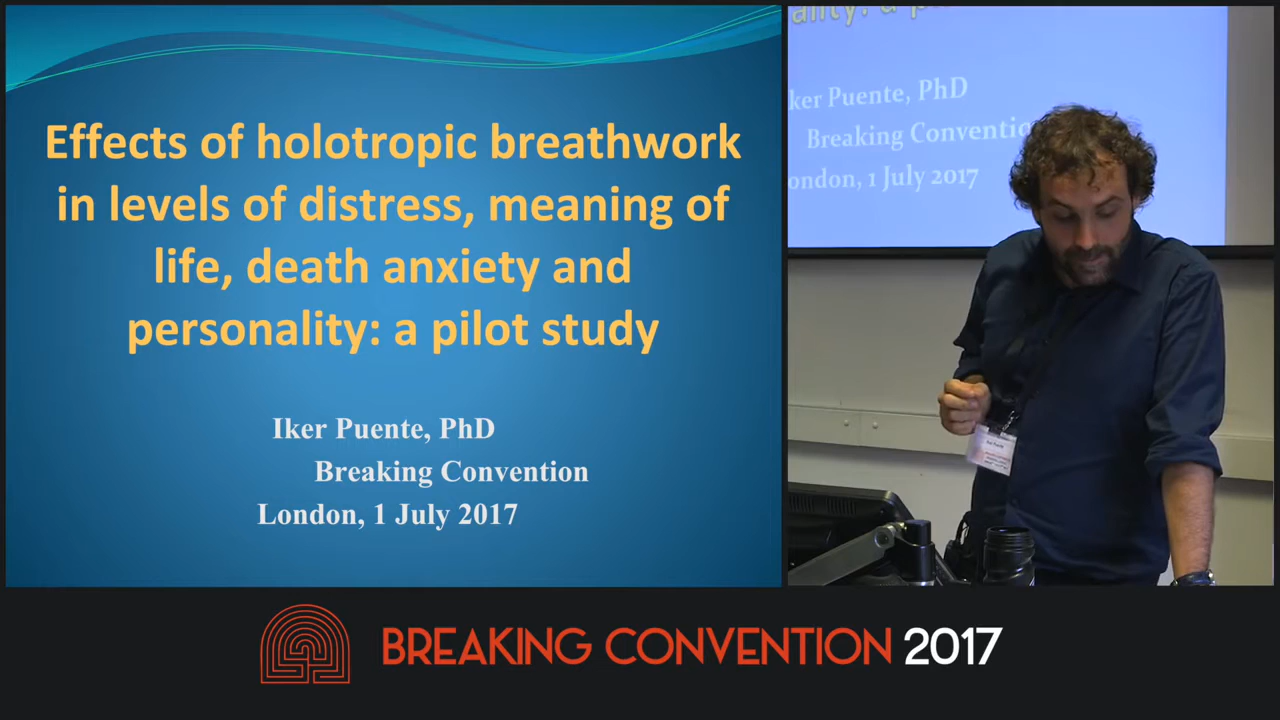 Effects of holotropic breathwork
in levels of distress, meaning of
life, death anxiety and
personality: a pilot study
Iker Puente, PhD
Breaking Convention
London, 1 July 2017
ker Puente, PhD
Breaking Conventio
ondon, 1 July 2017
BREAKING CONVENTION 2017